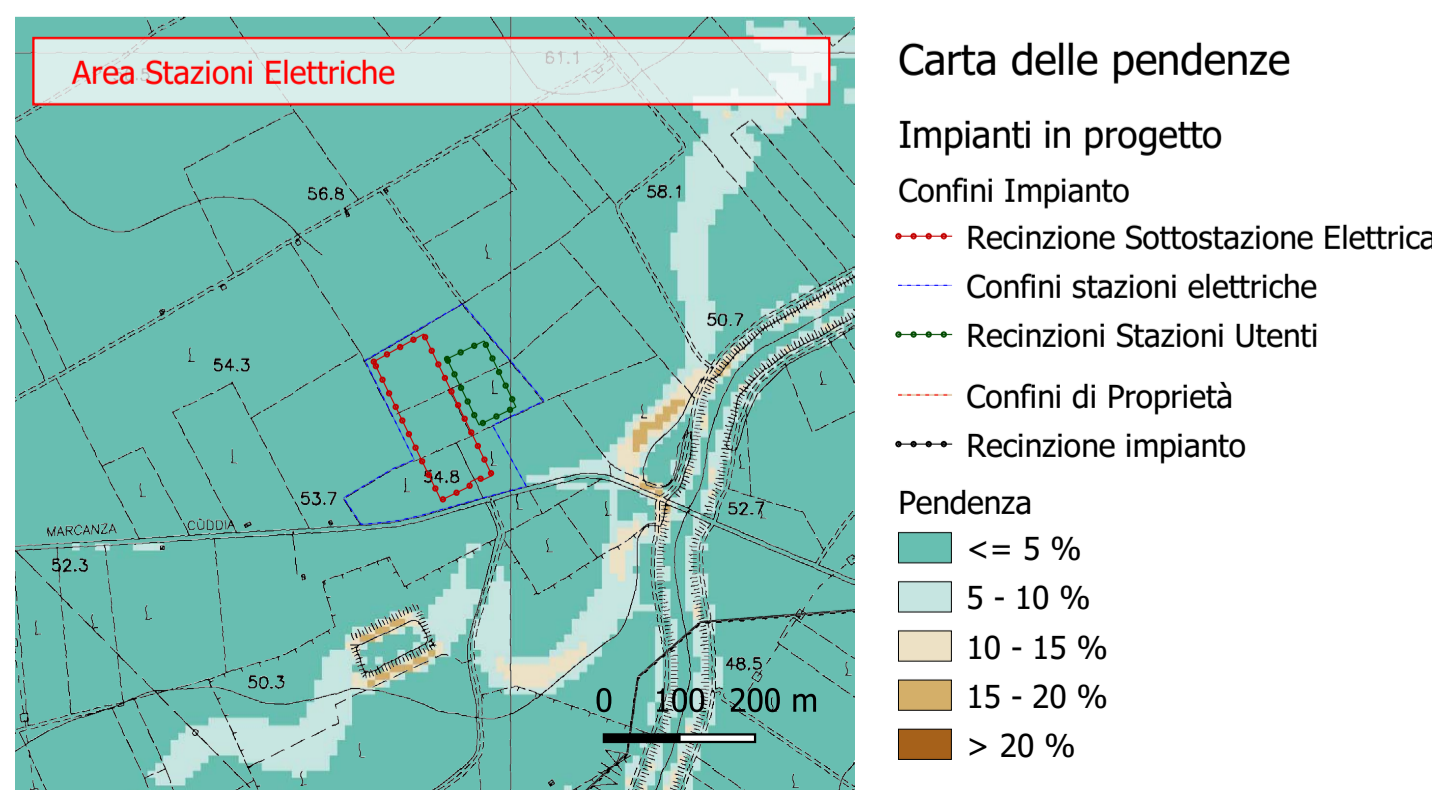 Area Stazioni Elettriche
61.1
56.8
58.1
50.7
54.3
54.8
53.7
MARCANZA CÙDDIA
52.3
52.7
50.3
48.5
0 100 200 m
Carta delle pendenze
Impianti in progetto
Confini Impianto
Recinzione Sottostazione Elettrica
Confini stazioni elettriche
Recinzioni Stazioni Utenti
Confini di Proprietà
Recinzione impianto
Pendenza
<= 5 %
5 - 10 %
10 - 15 %
15 - 20 %
> 20 %